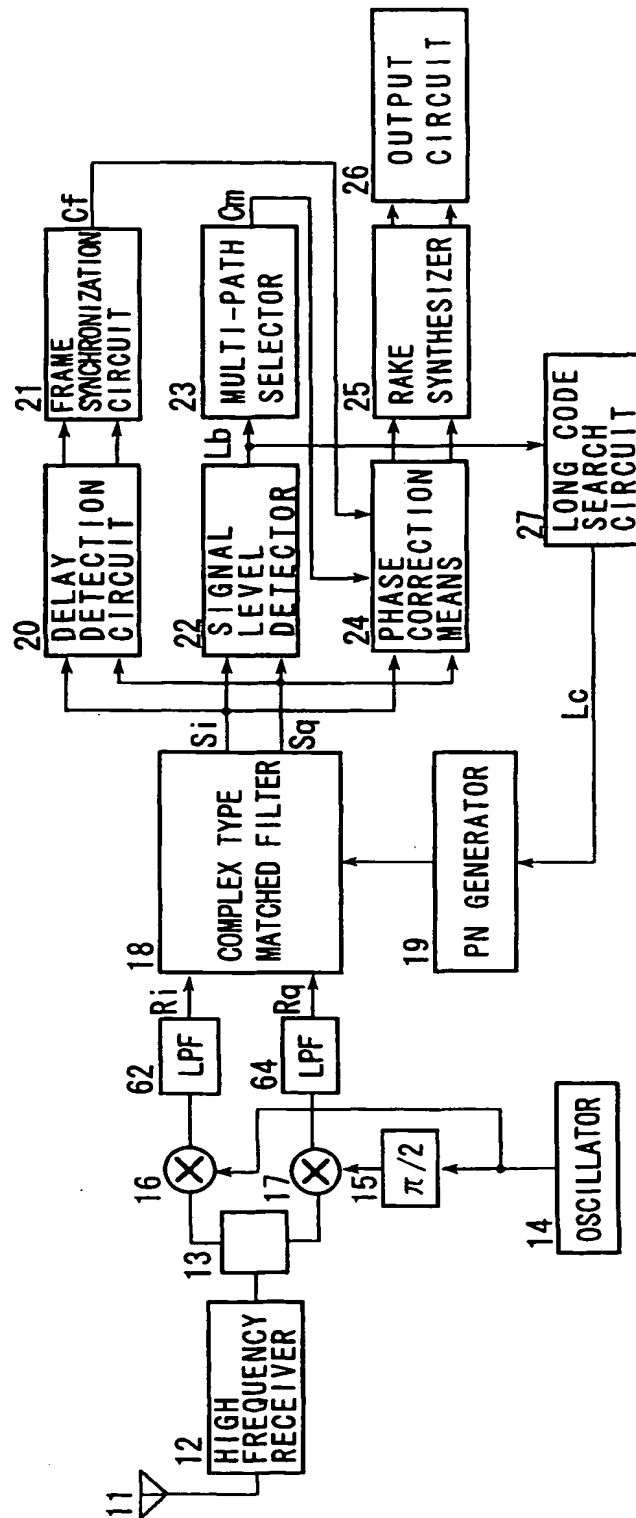 11
12
HIGH
FREQUENCY
RECEIVER
13
14
OSCILLATOR
15
π/2
16
17
62
LPF
Ri
64
LPF
Rq
18
COMPLEX TYPE
MATCHED FILTER
19
PN GENERATOR
Si
Sq
Lc
20
DELAY
DETECTION
CIRCUIT
21
FRAME
SYNCHRONIZATION
CIRCUIT
Cf
22
SIGNAL
LEVEL
DETECTOR
Lb
23
MULTI-PATH
SELECTOR
Cm
24
PHASE
CORRECTION
MEANS
25
RAKE
SYNTHESIZER
26
OUTPUT
CIRCUIT
27
LONG CODE
SEARCH
CIRCUIT